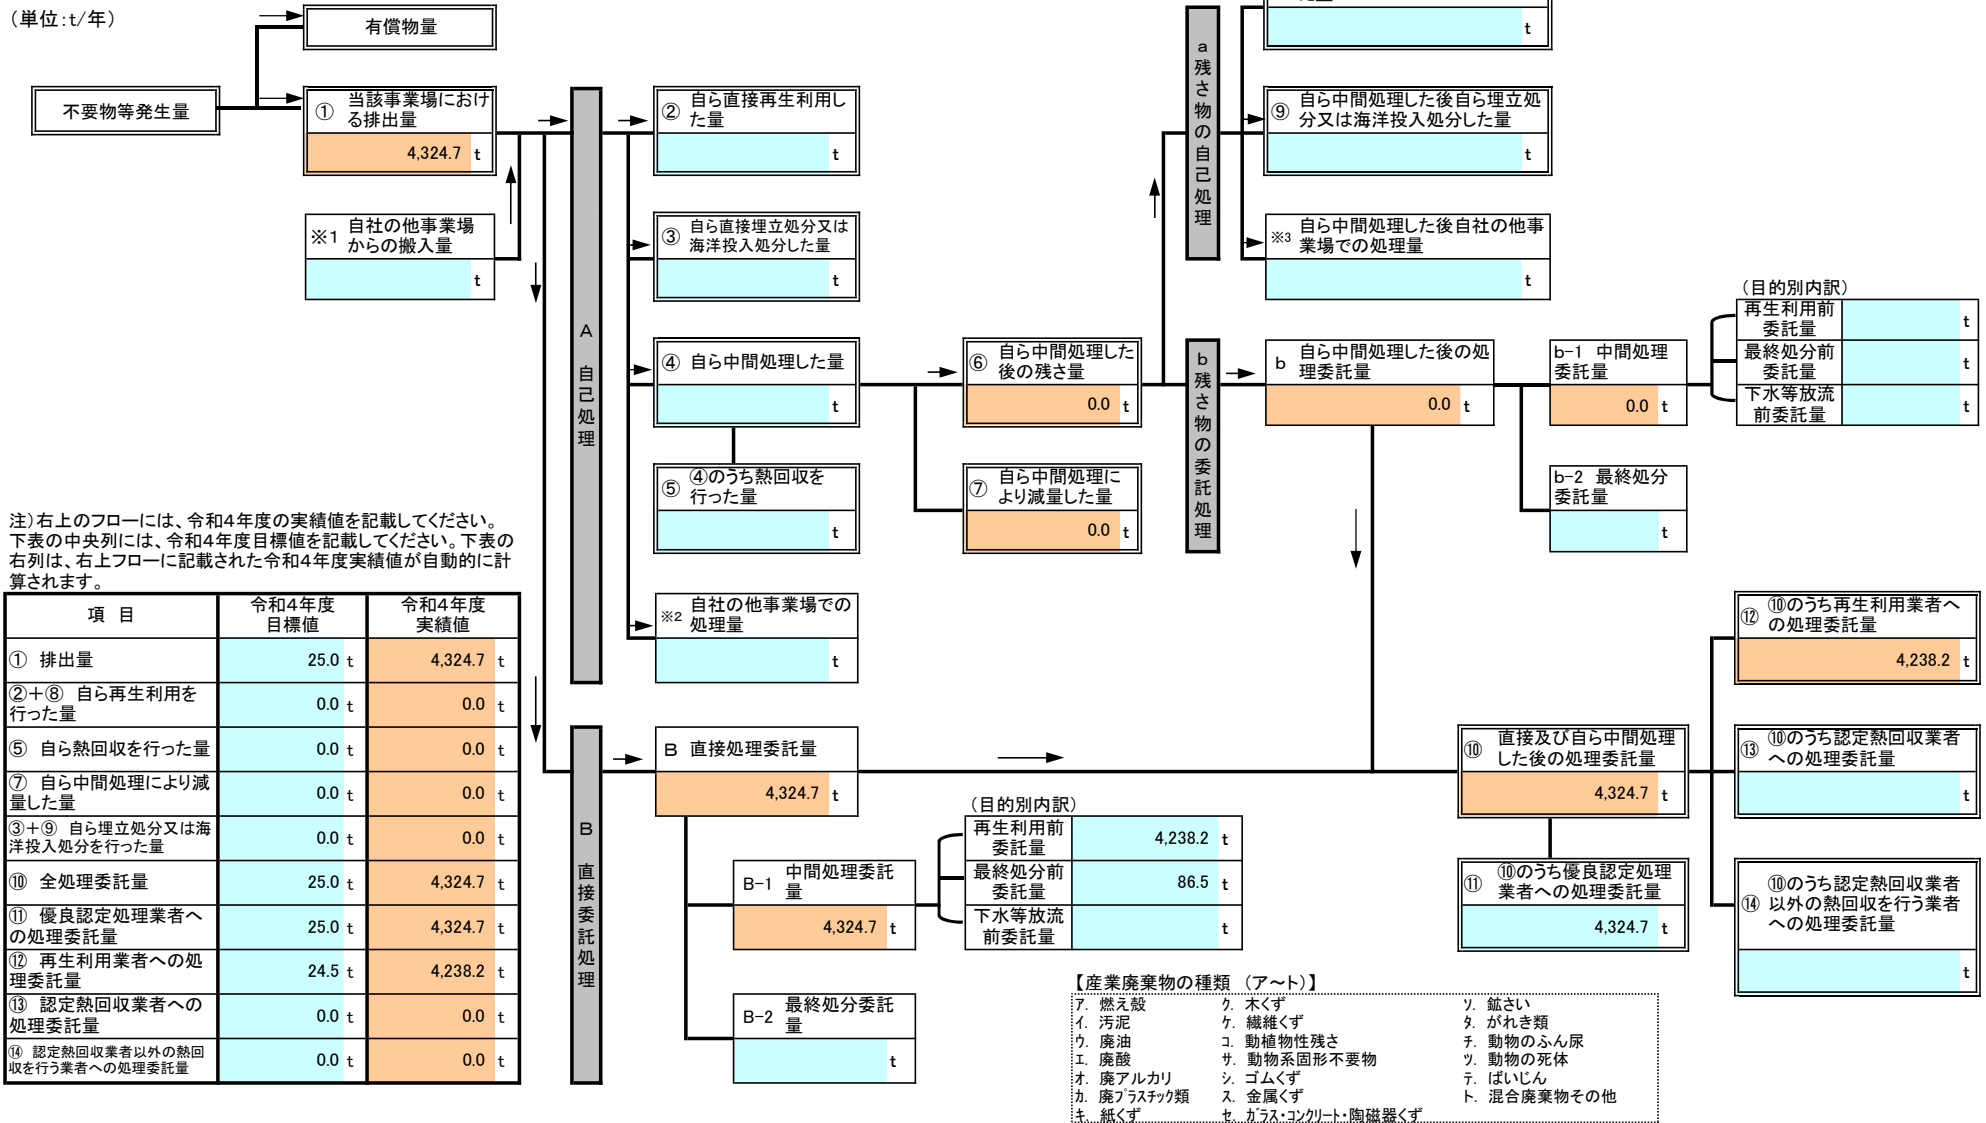 (単位:t/年)
有償物量
不要物等発生量
① 当該事業場におけ
る排出量
4,324.7 t
※1 自社の他事業場
からの搬入量
t
A 自己処理
② 自ら直接再生利用し
た量
t
③ 自ら直接埋立処分又は
海洋投入処分した量
t
④ 自ら中間処理した量
t
⑤ ④のうち熱回収を
行った量
t
※2 自社の他事業場での
処理量
t
⑥ 自ら中間処理した
後の残さ量
0.0 t
⑦ 自ら中間処理に
より減量した量
0.0 t
a 残さ物の自己処理
t
⑨ 自ら中間処理した後自ら埋立処
分又は海洋投入処分した量
t
※3 自ら中間処理した後自社の他事
業場での処理量
t
b 残さ物の委託処理
b 自ら中間処理した後の処
理委託量
0.0 t
b-1 中間処理
委託量
0.0 t
b-2 最終処分
委託量
t
(目的別内訳)
再生利用前
委託量 t
最終処分前
委託量 t
下水等放流
前委託量 t
注)右上のフローには、令和4年度の実績値を記載してください。
下表の中央列には、令和4年度目標値を記載してください。下表の
右列は、右上フローに記載された令和4年度実績値が自動的に計
算されます。
項 目 令和4年度 目標値 令和4年度 実績値
① 排出量 25.0 t 4,324.7 t
②+⑧ 自ら再生利用を
行った量 0.0 t 0.0 t
⑤ 自ら熱回収を行った量 0.0 t 0.0 t
⑦ 自ら中間処理により減
量した量 0.0 t 0.0 t
③+⑨ 自ら埋立処分又は海
洋投入処分を行った量 0.0 t 0.0 t
⑩ 全処理委託量 25.0 t 4,324.7 t
⑪ 優良認定処理業者へ
の処理委託量 25.0 t 4,324.7 t
⑫ 再生利用業者への処
理委託量 24.5 t 4,238.2 t
⑬ 認定熱回収業者への
処理委託量 0.0 t 0.0 t
⑭ 認定熱回収業者以外の熱回
収を行う業者への処理委託量 0.0 t 0.0 t
B 直接委託処理
B 直接処理委託量
4,324.7 t
B-1 中間処理委託
量
4,324.7 t
B-2 最終処分委託
量
t
(目的別内訳)
再生利用前
委託量 4,238.2 t
最終処分前
委託量 86.5 t
下水等放流
前委託量 t
⑩ 直接及び自ら中間処理
した後の処理委託量
4,324.7 t
⑪ ⑩のうち優良認定処理
業者への処理委託量
4,324.7 t
⑫ ⑩のうち再生利用業者へ
の処理委託量
4,238.2 t
⑬ ⑩のうち認定熱回収業者
への処理委託量
t
⑭ ⑩のうち認定熱回収業者
以外の熱回収を行う業者
への処理委託量
t
【産業廃棄物の種類 (ア~ト)】
ア. 燃え殻 ク. 木くず ソ. 鉱さい
イ. 汚泥 ケ. 繊維くず タ. がれき類
ウ. 廃油 コ. 動植物性残さ チ. 動物のふん尿
エ. 廃酸 サ. 動物系固形不要物 ツ. 動物の死体
オ. 廃アルカリ シ. ゴムくず テ. ばいじん
カ. 廃プラスチック類 ス. 金属くず ト. 混合廃棄物その他
キ. 紙くず セ. ガラス・コンクリート・陶磁器くず